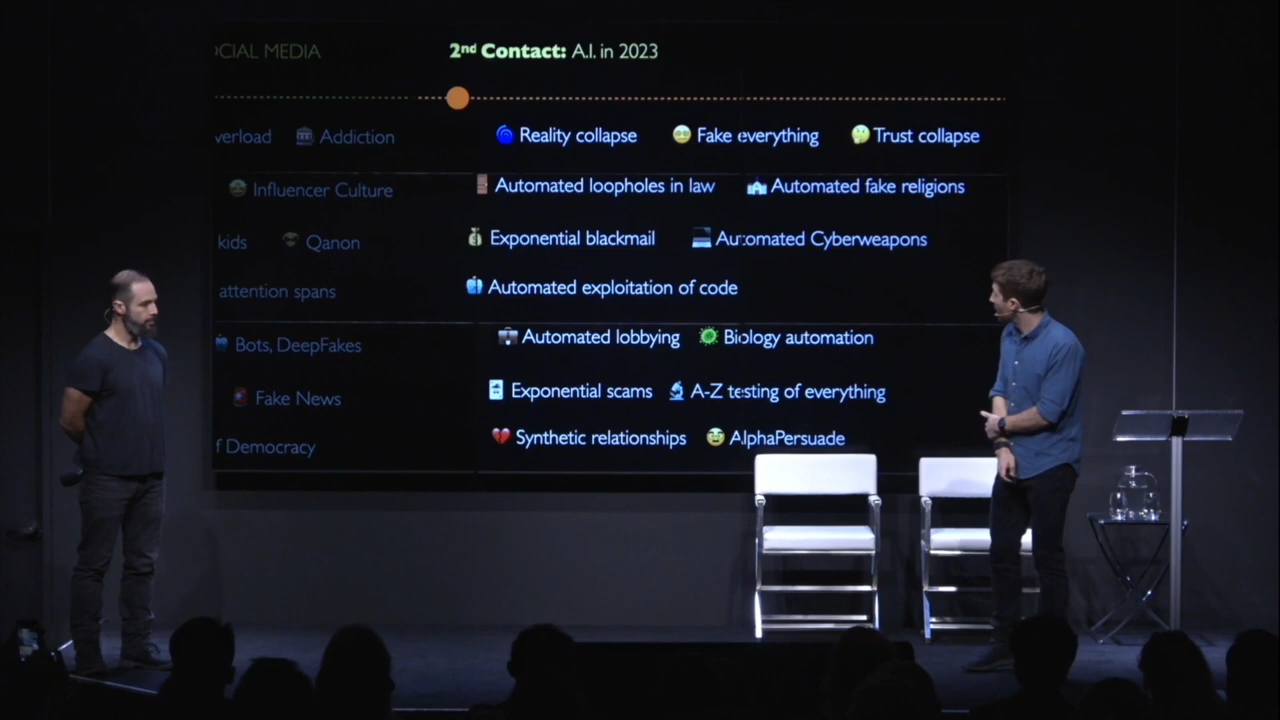 OCIAL MEDIA
2nd Contact: A.I. in 2023
verload Addiction
Reality collapse Fake everything Trust collapse
Influencer Culture
Automated loopholes in law Automated fake religions
kids Qanon
Exponential blackmail Automated Cyberweapons
attention spans
Automated exploitation of code
Bots, DeepFakes
Automated lobbying Biology automation
Fake News
Exponential scams A-Z testing of everything
f Democracy
Synthetic relationships AlphaPersuade